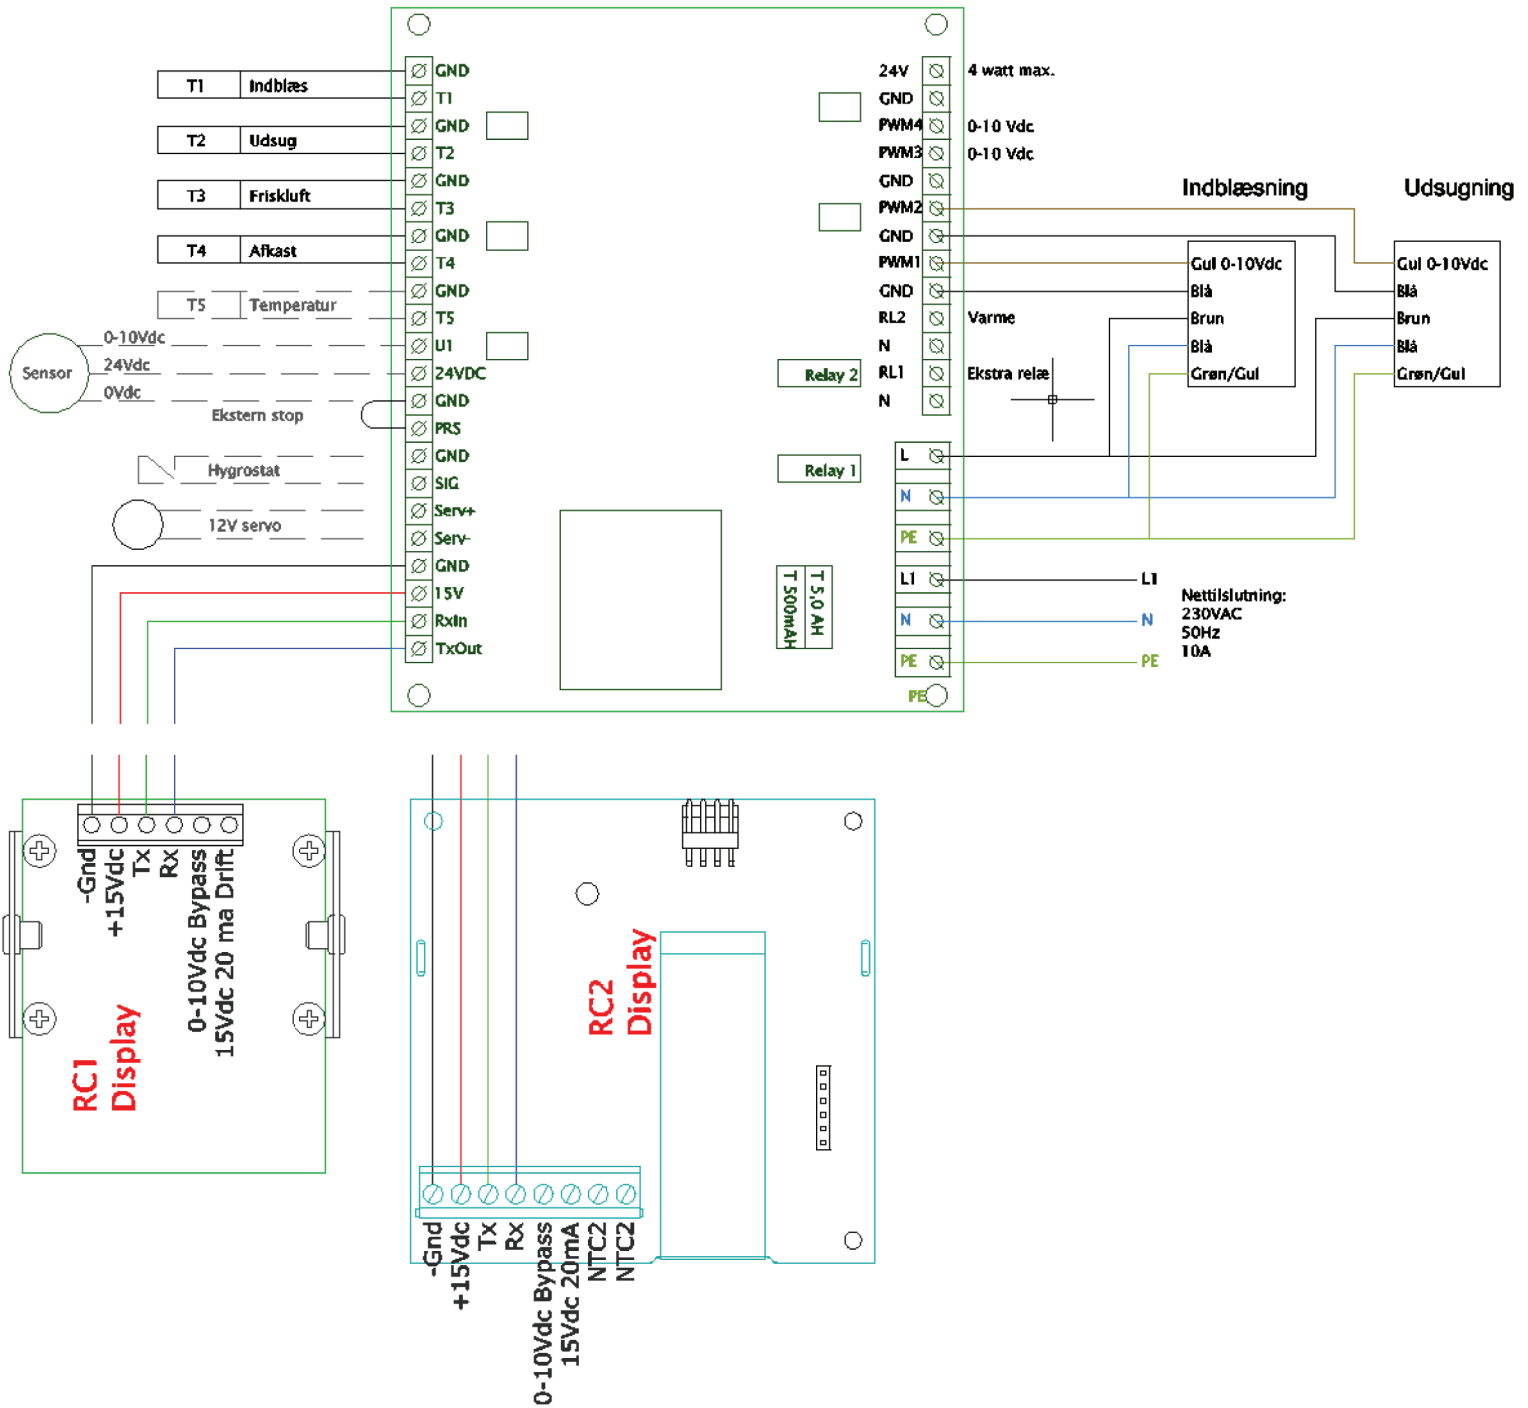 T1 Indblæs
T2 Udsug
T3 Friskluft
T4 Afkast
T5 Temperatur
Sensor
0-10Vdc
24Vdc
0Vdc
Ekstern stop
Hygrostat
12V servo
GND
T1
GND
T2
GND
T3
GND
T4
GND
T5
U1
24VDC
GND
PRS
GND
SIG
Serv+
Serv-
GND
15V
RxIn
TxOut
Relay 2
Relay 1
T 5,0 AH
T 500mAH
24V 4 watt max.
GND
PWM4 0-10 Vdc
PWM3 0-10 Vdc
GND
PWM2
GND
PWM1
GND
RL2 Varme
N
RL1 Ekstra relæ
N
L
N
PE
L1
N
PE
PE
L1
N
PE
Nettilslutning:
230VAC
50Hz
10A
Indblæsning
Gul 0-10Vdc
Blå
Brun
Blå
Grøn/Gul
Udsugning
Gul 0-10Vdc
Blå
Brun
Blå
Grøn/Gul
-Gnd
+15Vdc
Tx
Rx
0-10Vdc Bypass
15Vdc 20 ma Drift
RC1
Display
RC2
Display
-Gnd
+15Vdc
Tx
Rx
0-10Vdc Bypass
15Vdc 20mA
NTC2
NTC2